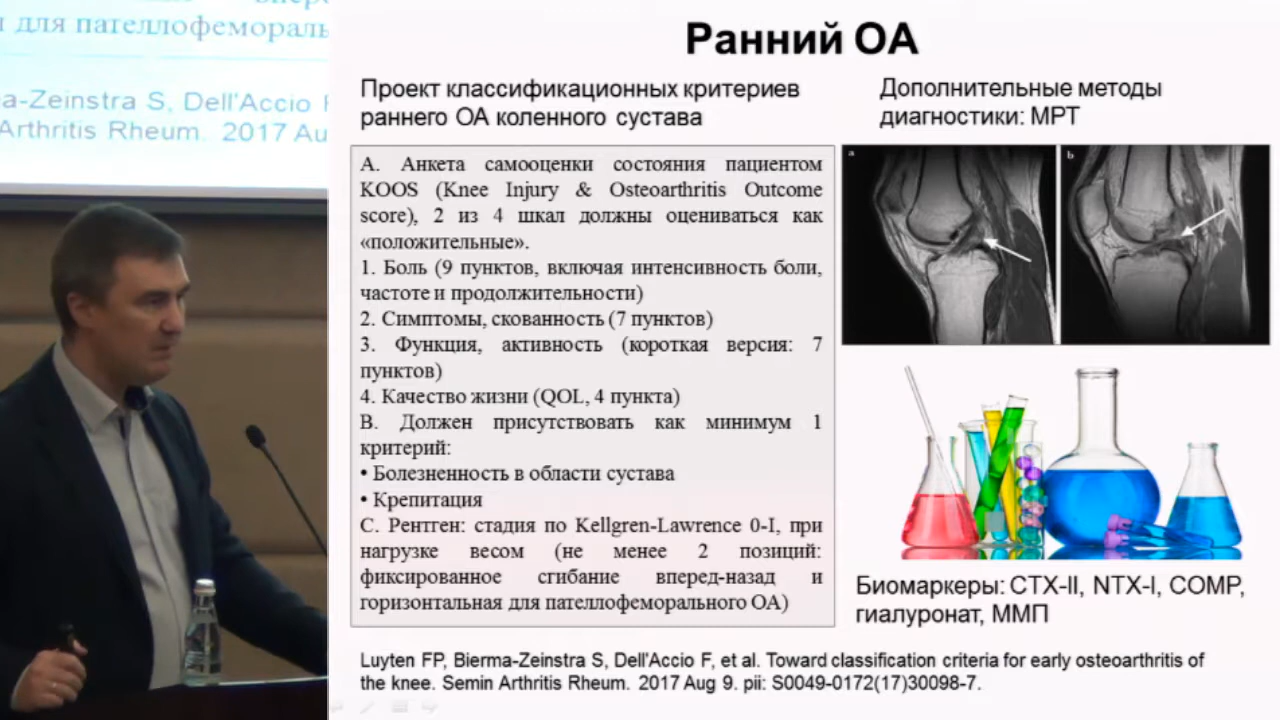 для пателлофемораль
a-Zeinstra S, Dell'Accio F
Arthritis Rheum. 2017 Au
Ранний ОА
Проект классификационных критериев
раннего ОА коленного сустава
А. Анкета самооценки состояния пациентом
KOOS (Knee Injury & Osteoarthritis Outcome
score), 2 из 4 шкал должны оцениваться как
«положительные».
1. Боль (9 пунктов, включая интенсивность боли,
частоте и продолжительности)
2. Симптомы, скованность (7 пунктов)
3. Функция, активность (короткая версия: 7
пунктов)
4. Качество жизни (QOL, 4 пункта)
В. Должен присутствовать как минимум 1
критерий:
• Болезненность в области сустава
• Крепитация
С. Рентген: стадия по Kellgren-Lawrence 0-I, при
нагрузке весом (не менее 2 позиций:
фиксированное сгибание вперед-назад и
горизонтальная для пателлофеморального ОА)
Дополнительные методы
диагностики: МРТ
a
b
Биомаркеры: CTX-II, NTX-I, COMP,
гиалуронат, ММП
Luyten FP, Bierma-Zeinstra S, Dell'Accio F, et al. Toward classification criteria for early osteoarthritis of
the knee. Semin Arthritis Rheum. 2017 Aug 9. pii: S0049-0172(17)30098-7.